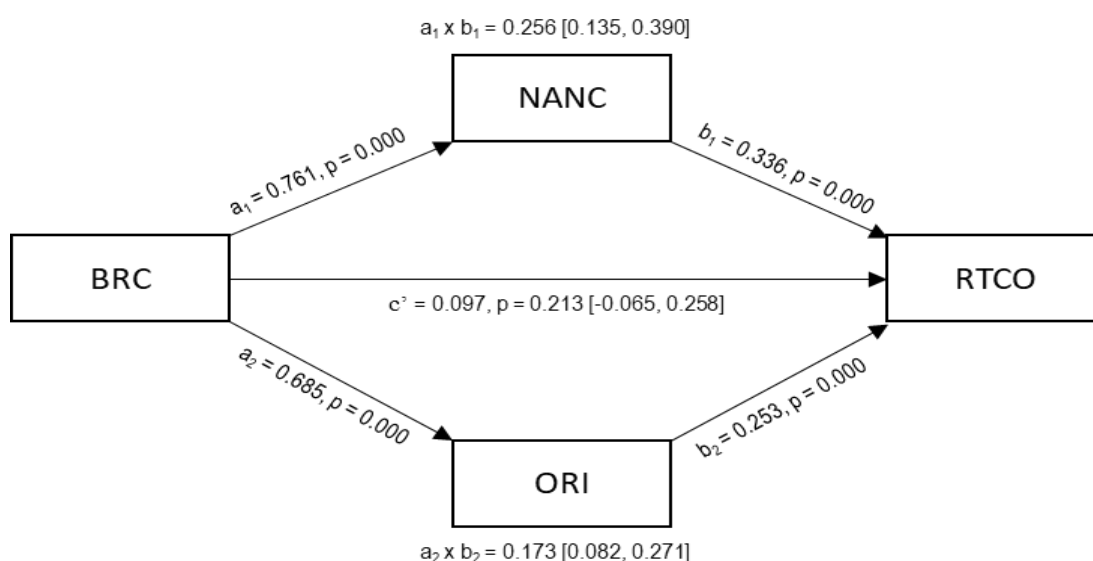 a₁ x b₁ = 0.256 [0.135, 0.390]
NANC
a₁ = 0.761, p = 0.000
b₁ = 0.336, p = 0.000
BRC
RTCO
c’ = 0.097, p = 0.213 [-0.065, 0.258]
a₂ = 0.685, p = 0.000
b₂ = 0.253, p = 0.000
ORI
a₂ x b₂ = 0.173 [0.082, 0.271]